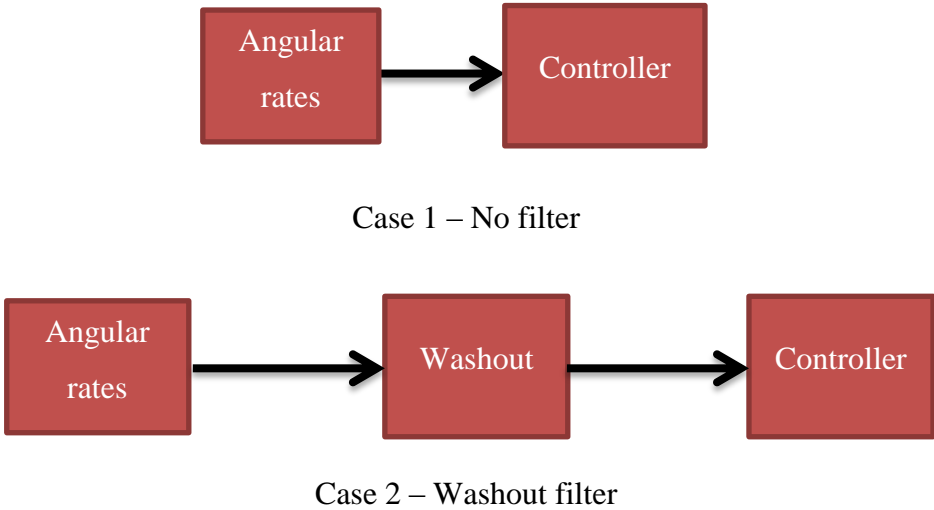 Angular
rates
Controller
Case 1 – No filter
Angular
rates
Washout
Controller
Case 2 – Washout filter